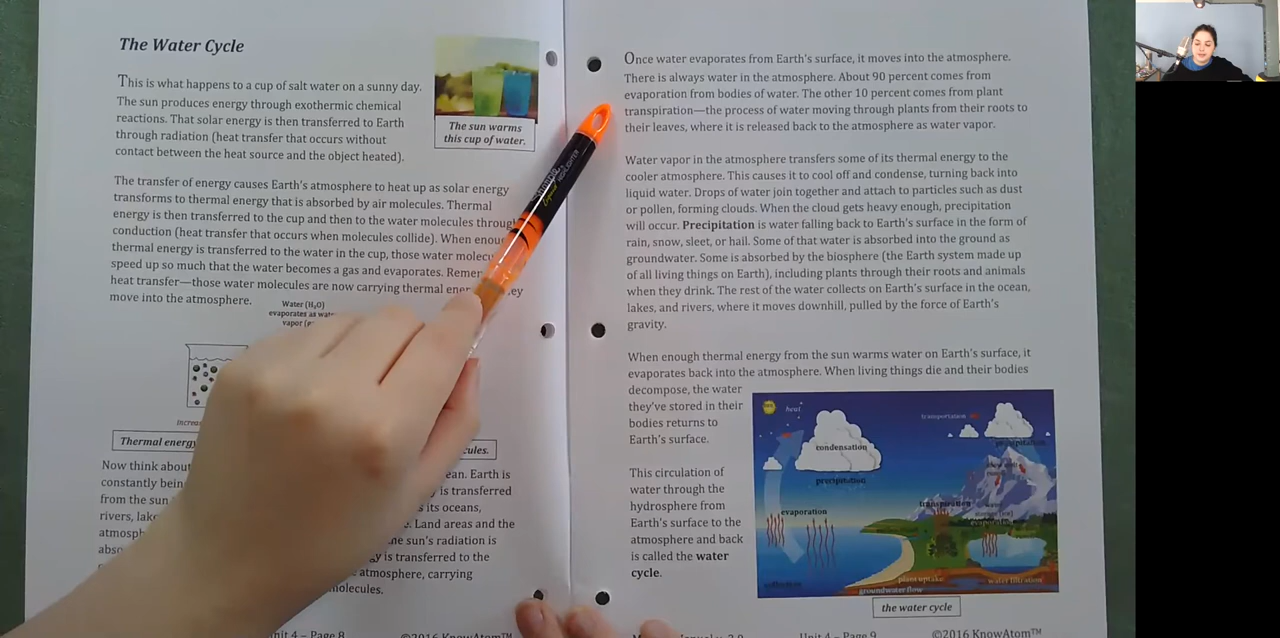 The Water Cycle
This is what happens to a cup of salt water on a sunny day.
The sun produces energy through exothermic chemical
reactions. That solar energy is then transferred to Earth
through radiation (heat transfer that occurs without
contact between the heat source and the object heated).
The sun warms
this cup of water.
The transfer of energy causes Earth's atmosphere to heat up as solar energy
transforms to thermal energy that is absorbed by air molecules. Thermal
energy is then transferred to the cup and then to the water molecules through
conduction (heat transfer that occurs when molecules collide). When
thermal energy is transferred to the water in the cup, those water
speed up so much that the water becomes a gas and evaporates.
heat transfer—those water molecules are now carrying thermal
move into the atmosphere.
Water (H₂O)
evaporates as
vapor
Thermal energy
Now think about
ean. Earth is
constantly
is transferred
from the sun
its oceans,
rivers,
Land areas and the
the sun's radiation is
is transferred to the
atmosphere, carrying
molecules.
Unit 4 – Page 8
©2016 KnowAtom™
Once water evaporates from Earth's surface, it moves into the atmosphere.
There is always water in the atmosphere. About 90 percent comes from
evaporation from bodies of water. The other 10 percent comes from plant
transpiration—the process of water moving through plants from their roots to
their leaves, where it is released back to the atmosphere as water vapor.
Water vapor in the atmosphere transfers some of its thermal energy to the
cooler atmosphere. This causes it to cool off and condense, turning back into
liquid water. Drops of water join together and attach to particles such as dust
or pollen, forming clouds. When the cloud gets heavy enough, precipitation
will occur. Precipitation is water falling back to Earth's surface in the form of
rain, snow, sleet, or hail. Some of that water is absorbed into the ground as
groundwater. Some is absorbed by the biosphere (the Earth system made up
of all living things on Earth), including plants through their roots and animals
when they drink. The rest of the water collects on Earth's surface in the ocean,
lakes, and rivers, where it moves downhill, pulled by the force of Earth's
gravity.
When enough thermal energy from the sun warms water on Earth's surface, it
evaporates back into the atmosphere. When living things die and their bodies
decompose, the water
they've stored in their
bodies returns to
Earth's surface.
This circulation of
water through the
hydrosphere from
Earth's surface to the
atmosphere and back
is called the water
cycle.
heat
transportation
condensation
precipitation
precipitation
transpiration
evaporation
evaporation
plant uptake
groundwater flow
water filtration
the water cycle
Unit 4 – Page 9
©2016 KnowAtom™